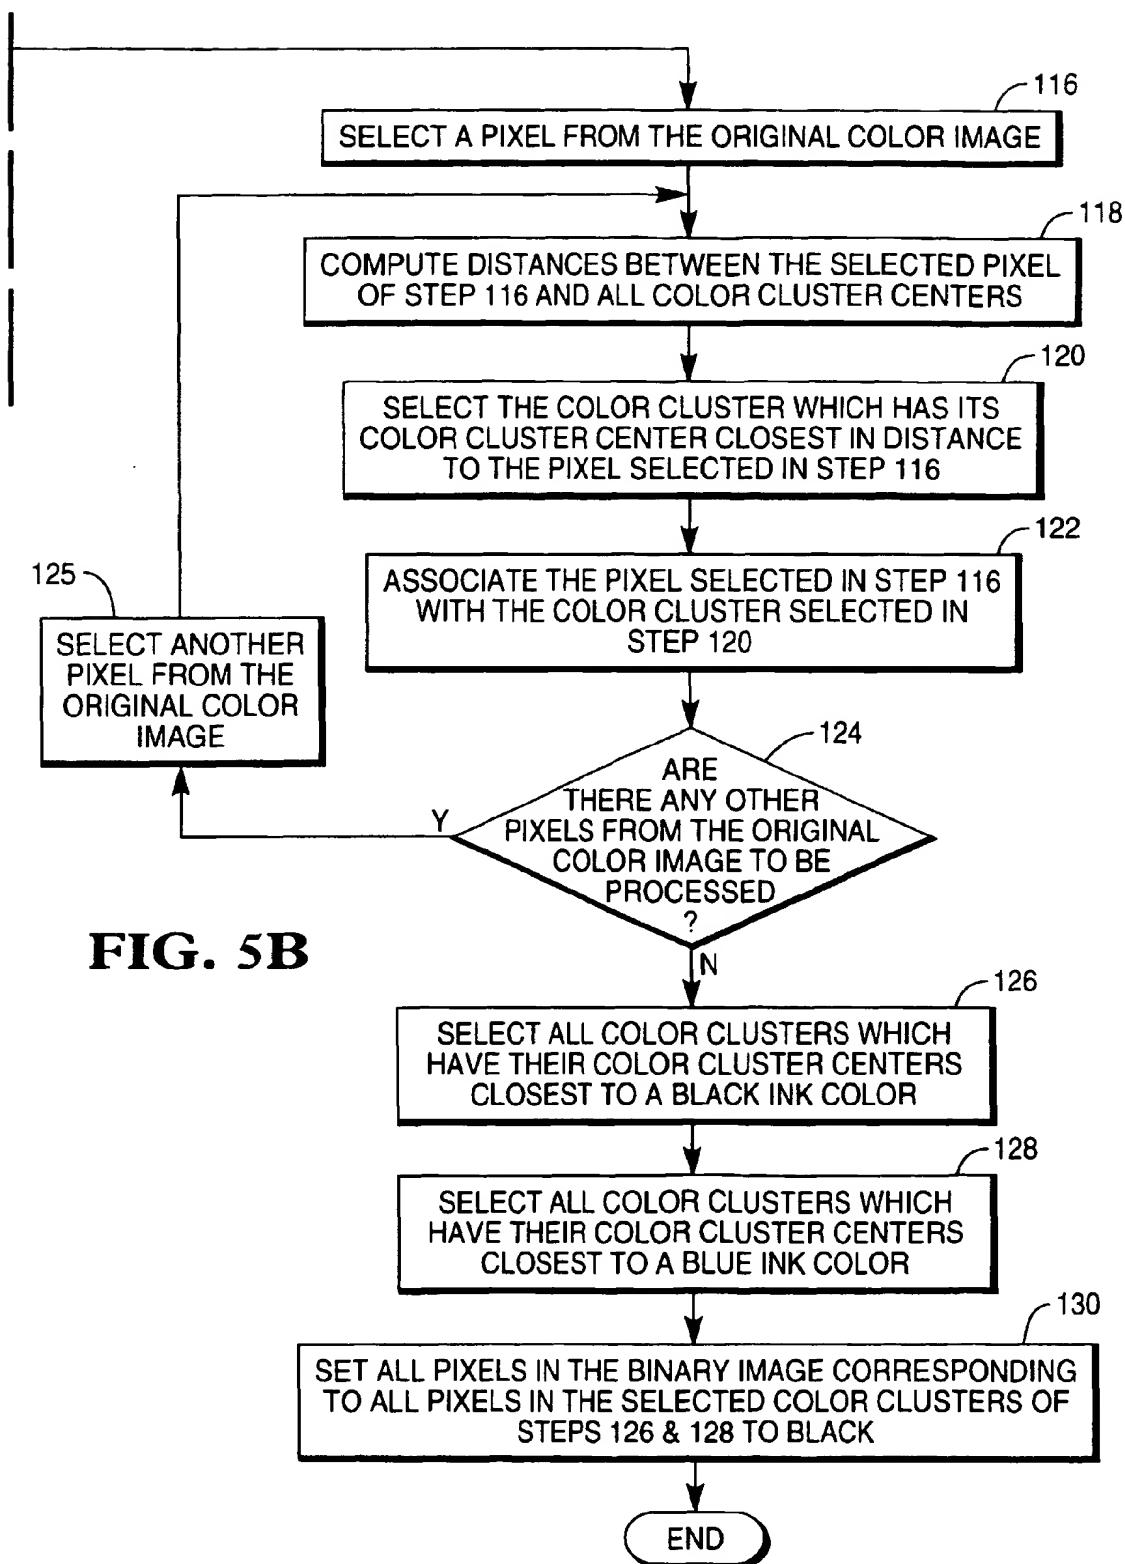 116
SELECT A PIXEL FROM THE ORIGINAL COLOR IMAGE
118
COMPUTE DISTANCES BETWEEN THE SELECTED PIXEL
OF STEP 116 AND ALL COLOR CLUSTER CENTERS
120
SELECT THE COLOR CLUSTER WHICH HAS ITS
COLOR CLUSTER CENTER CLOSEST IN DISTANCE
TO THE PIXEL SELECTED IN STEP 116
122
ASSOCIATE THE PIXEL SELECTED IN STEP 116
WITH THE COLOR CLUSTER SELECTED IN
STEP 120
125
SELECT ANOTHER
PIXEL FROM THE
ORIGINAL COLOR
IMAGE
124
ARE
THERE ANY OTHER
PIXELS FROM THE ORIGINAL
COLOR IMAGE TO BE
PROCESSED
?
Y
N
FIG. 5B
126
SELECT ALL COLOR CLUSTERS WHICH
HAVE THEIR COLOR CLUSTER CENTERS
CLOSEST TO A BLACK INK COLOR
128
SELECT ALL COLOR CLUSTERS WHICH
HAVE THEIR COLOR CLUSTER CENTERS
CLOSEST TO A BLUE INK COLOR
130
SET ALL PIXELS IN THE BINARY IMAGE CORRESPONDING
TO ALL PIXELS IN THE SELECTED COLOR CLUSTERS OF
STEPS 126 & 128 TO BLACK
END